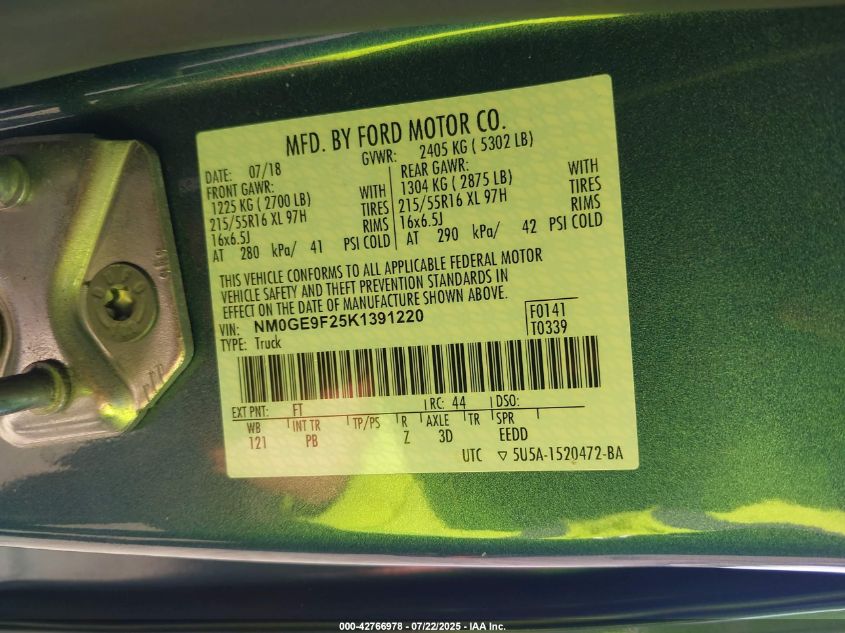 MFD. BY FORD MOTOR CO.
DATE: 07/18
GVWR: 2405 KG ( 5302 LB)
FRONT GAWR:
1225 KG ( 2700 LB) WITH
215/55R16 XL 97H TIRES
16x6.5J RIMS
AT 280 kPa/ 41 PSI COLD
REAR GAWR:
1304 KG ( 2875 LB) WITH
215/55R16 XL 97H TIRES
16x6.5J RIMS
AT 290 kPa/ 42 PSI COLD
THIS VEHICLE CONFORMS TO ALL APPLICABLE FEDERAL MOTOR
VEHICLE SAFETY AND THEFT PREVENTION STANDARDS IN
EFFECT ON THE DATE OF MANUFACTURE SHOWN ABOVE.
VIN: NM0GE9F25K1391220
TYPE: Truck
F0141
T0339
EXT PNT: FT RC: 44 DSO:
WB INT TR TP/PS R AXLE TR SPR
121 PB Z 3D EEDD
UTC ▽ 5U5A-1520472-BA
000-42766978 - 07/22/2025 - IAA Inc.